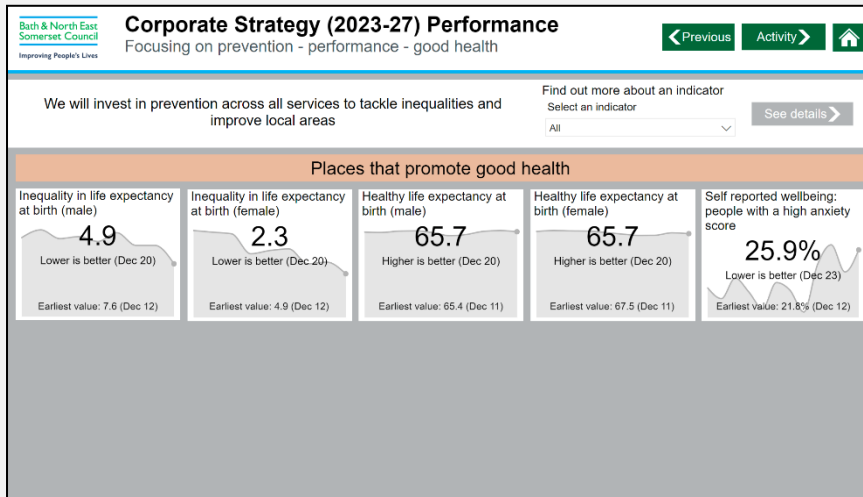 Bath & North East
Somerset Council
Improving People's Lives
Corporate Strategy (2023-27) Performance
Focusing on prevention - performance - good health
Previous
Activity
We will invest in prevention across all services to tackle inequalities and
improve local areas
Find out more about an indicator
Select an indicator
All
See details
Places that promote good health
Inequality in life expectancy
at birth (male)
4.9
Lower is better (Dec 20)
Earliest value: 7.6 (Dec 12)
Inequality in life expectancy
at birth (female)
2.3
Lower is better (Dec 20)
Earliest value: 4.9 (Dec 12)
Healthy life expectancy at
birth (male)
65.7
Higher is better (Dec 20)
Earliest value: 65.4 (Dec 11)
Healthy life expectancy at
birth (female)
65.7
Higher is better (Dec 20)
Earliest value: 67.5 (Dec 11)
Self reported wellbeing:
people with a high anxiety
score
25.9%
Lower is better (Dec 23)
Earliest value: 21.8% (Dec 12)